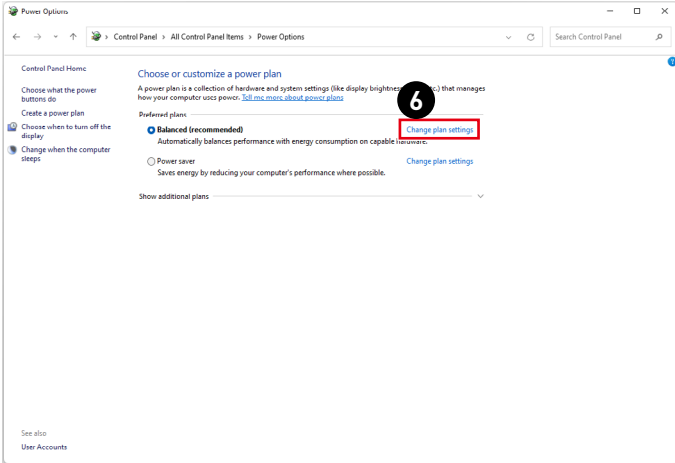 Power Options
Control Panel > All Control Panel Items > Power Options
Search Control Panel
Control Panel Home
Choose what the power
buttons do
Create a power plan
Choose when to turn off the
display
Change when the computer
sleeps
See also
User Accounts
Choose or customize a power plan
A power plan is a collection of hardware and system settings (like display brightness, etc.) that manages
how your computer uses power. Tell me more about power plans
6
Preferred plans
Balanced (recommended)
Change plan settings
Automatically balances performance with energy consumption on capable hardware.
Power saver
Change plan settings
Saves energy by reducing your computer's performance where possible.
Show additional plans
?